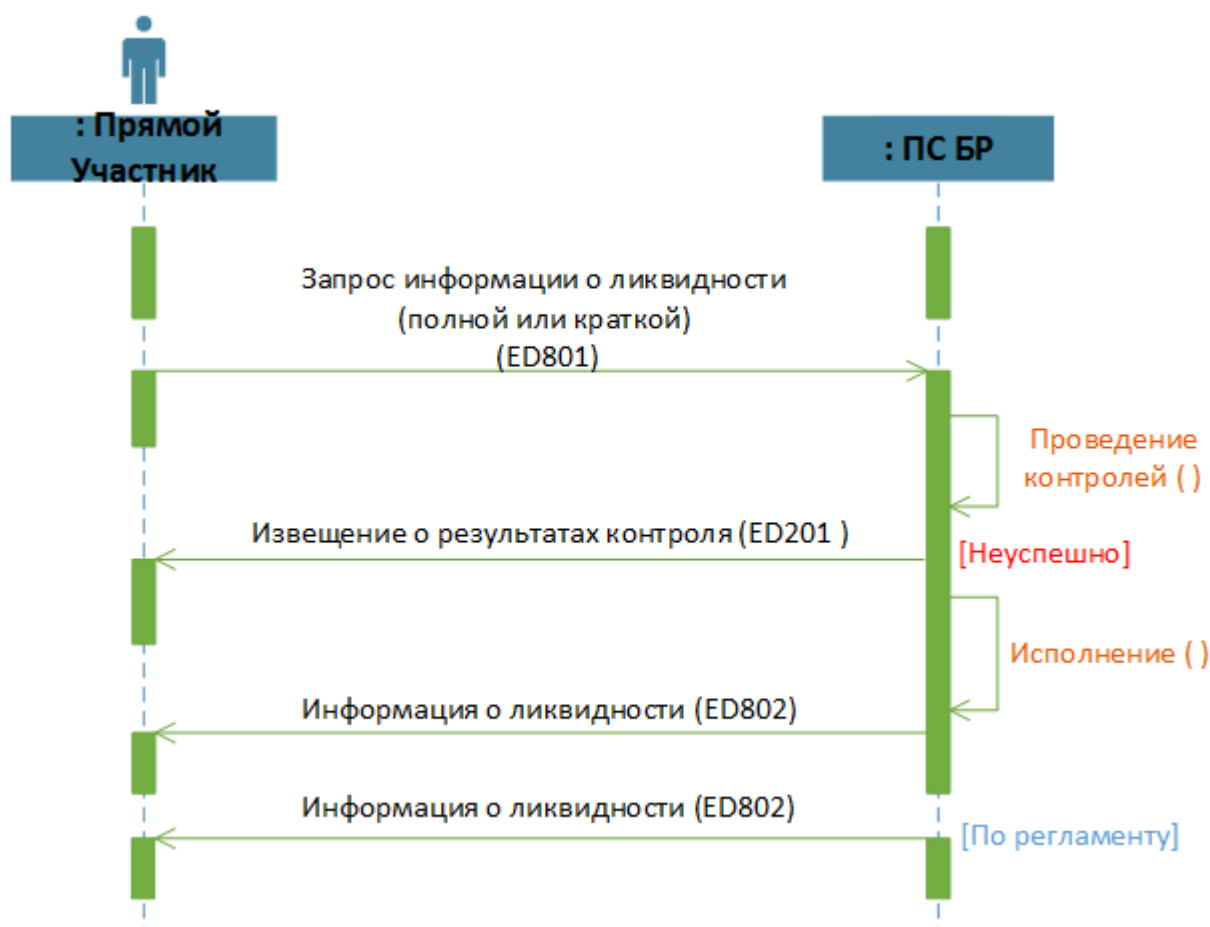 : Прямой
Участник
: ПС БР
Запрос информации о ликвидности
(полной или краткой)
(ED801)
Проведение
контролей ( )
Извещение о результатах контроля (ED201 )
[Неуспешно]
Исполнение ( )
Информация о ликвидности (ED802)
Информация о ликвидности (ED802)
[По регламенту]